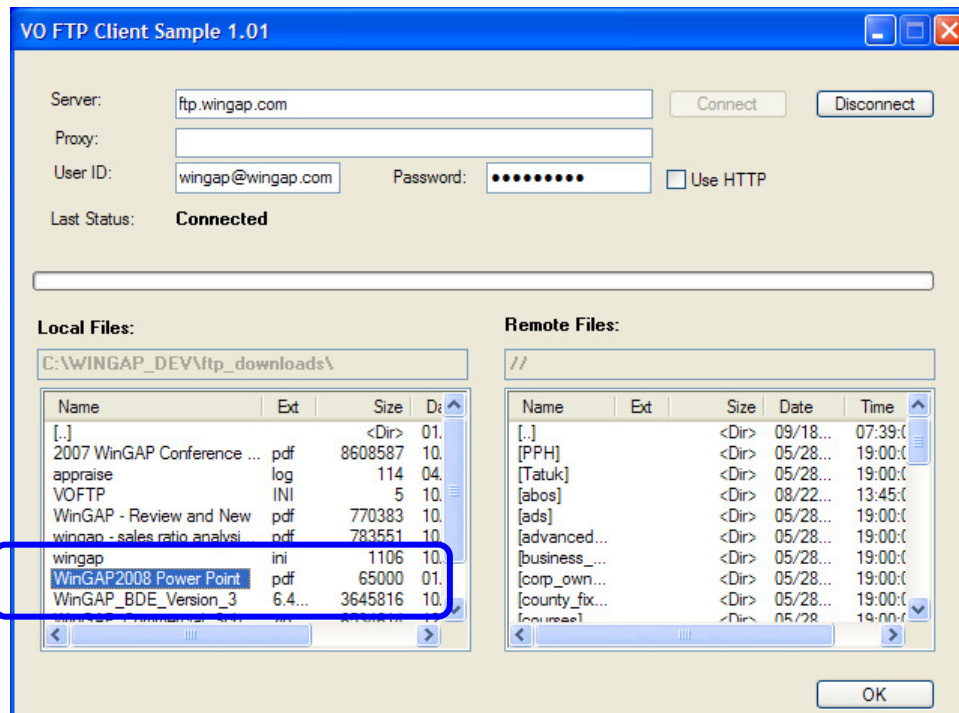 VO FTP Client Sample 1.01
Server: ftp.wingap.com Connect Disconnect
Proxy:
User ID: wingap@wingap.com Password: ●●●●●●●●● Use HTTP
Last Status: Connected
Local Files: Remote Files:
C:\WINGAP_DEV\ftp_downloads\ //
Name Ext Size Name Ext Size Date Time
[..] <Dir> 01. [..] <Dir> 09/18... 07:39:
2007 WinGAP Conference ... pdf 8608587 10. [PPH] <Dir> 05/28... 19:00:
appraise log 114 04. [Tatuk] <Dir> 05/28... 19:00:
VOFTP INI 5 10. [abos] <Dir> 08/22... 13:45:
WinGAP - Review and New pdf 770383 10. [ads] <Dir> 05/28... 19:00:
wingap - sales ratio analysi... pdf 783551 10. [advanced... <Dir> 05/28... 19:00:
wingap ini 1106 10. [business_... <Dir> 05/28... 19:00:
WinGAP2008 Power Point pdf 65000 01. [corp_own... <Dir> 05/28... 19:00:
WinGAP_BDE_Version_3 6.4... 3645816 10. [county_fix... <Dir> 05/28... 19:00:
[courses] <Dir> 05/28... 19:00:
OK